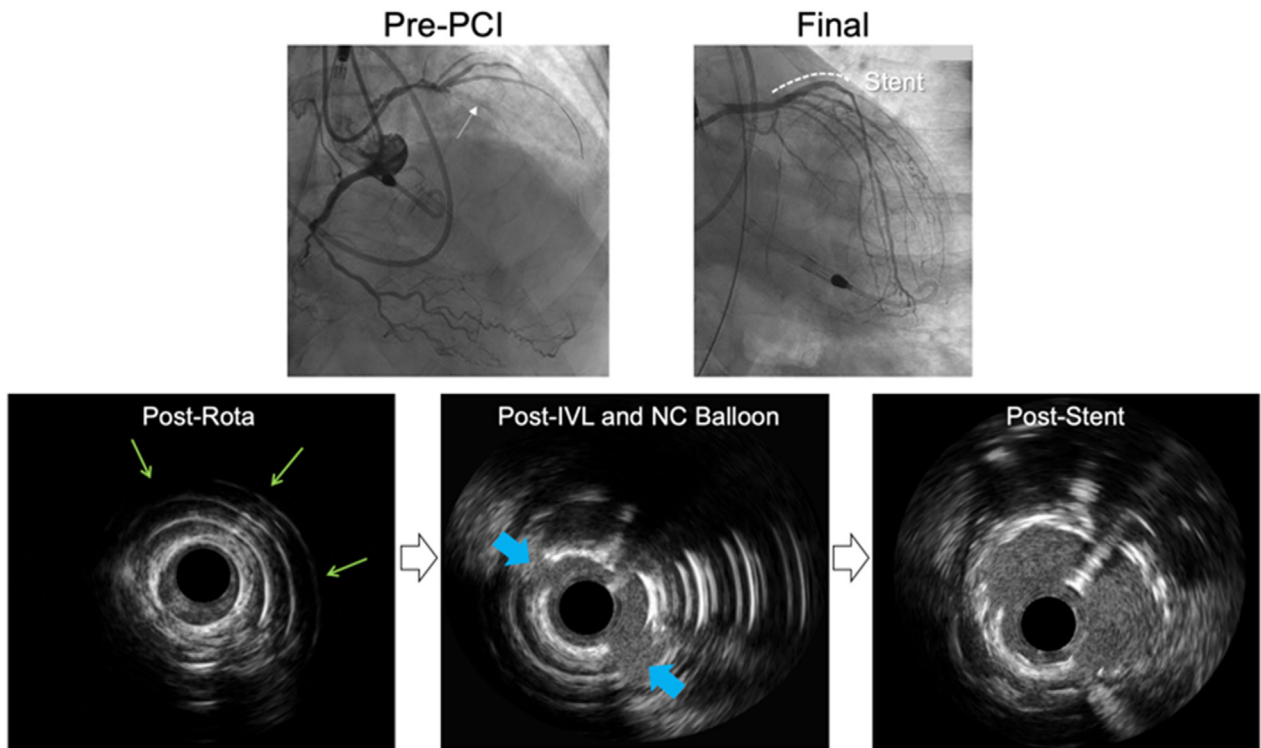 Pre-PCI
Final
Stent
Post-Rota
Post-IVL and NC Balloon
Post-Stent